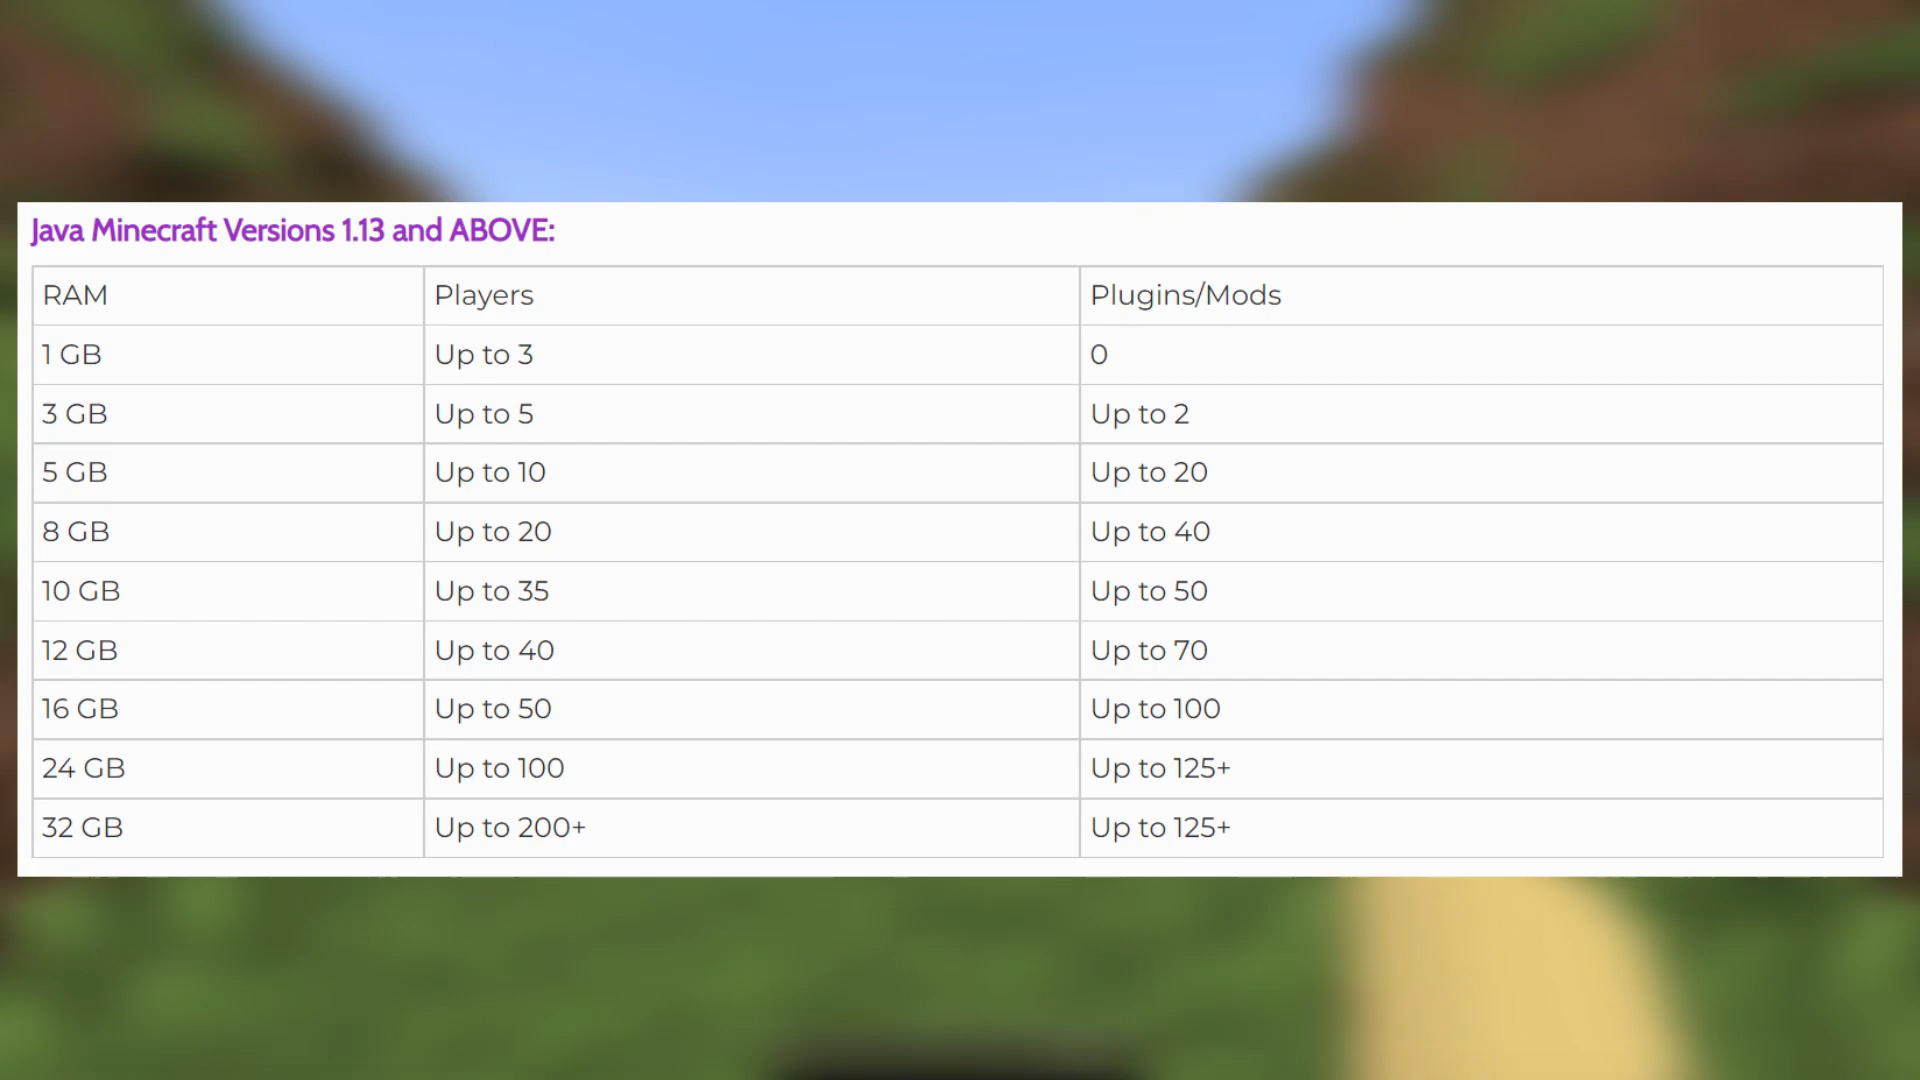 Java Minecraft Versions 1.13 and ABOVE:
RAM Players Plugins/Mods
1 GB Up to 3 0
3 GB Up to 5 Up to 2
5 GB Up to 10 Up to 20
8 GB Up to 20 Up to 40
10 GB Up to 35 Up to 50
12 GB Up to 40 Up to 70
16 GB Up to 50 Up to 100
24 GB Up to 100 Up to 125+
32 GB Up to 200+ Up to 125+